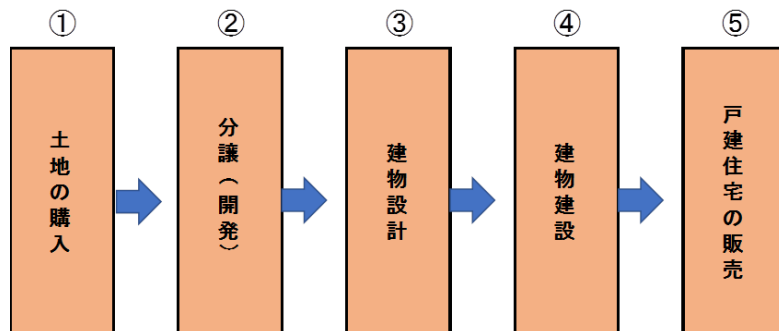 ①
土地の購入
②
分譲（開発）
③
建物設計
④
建物建設
⑤
戸建住宅の販売